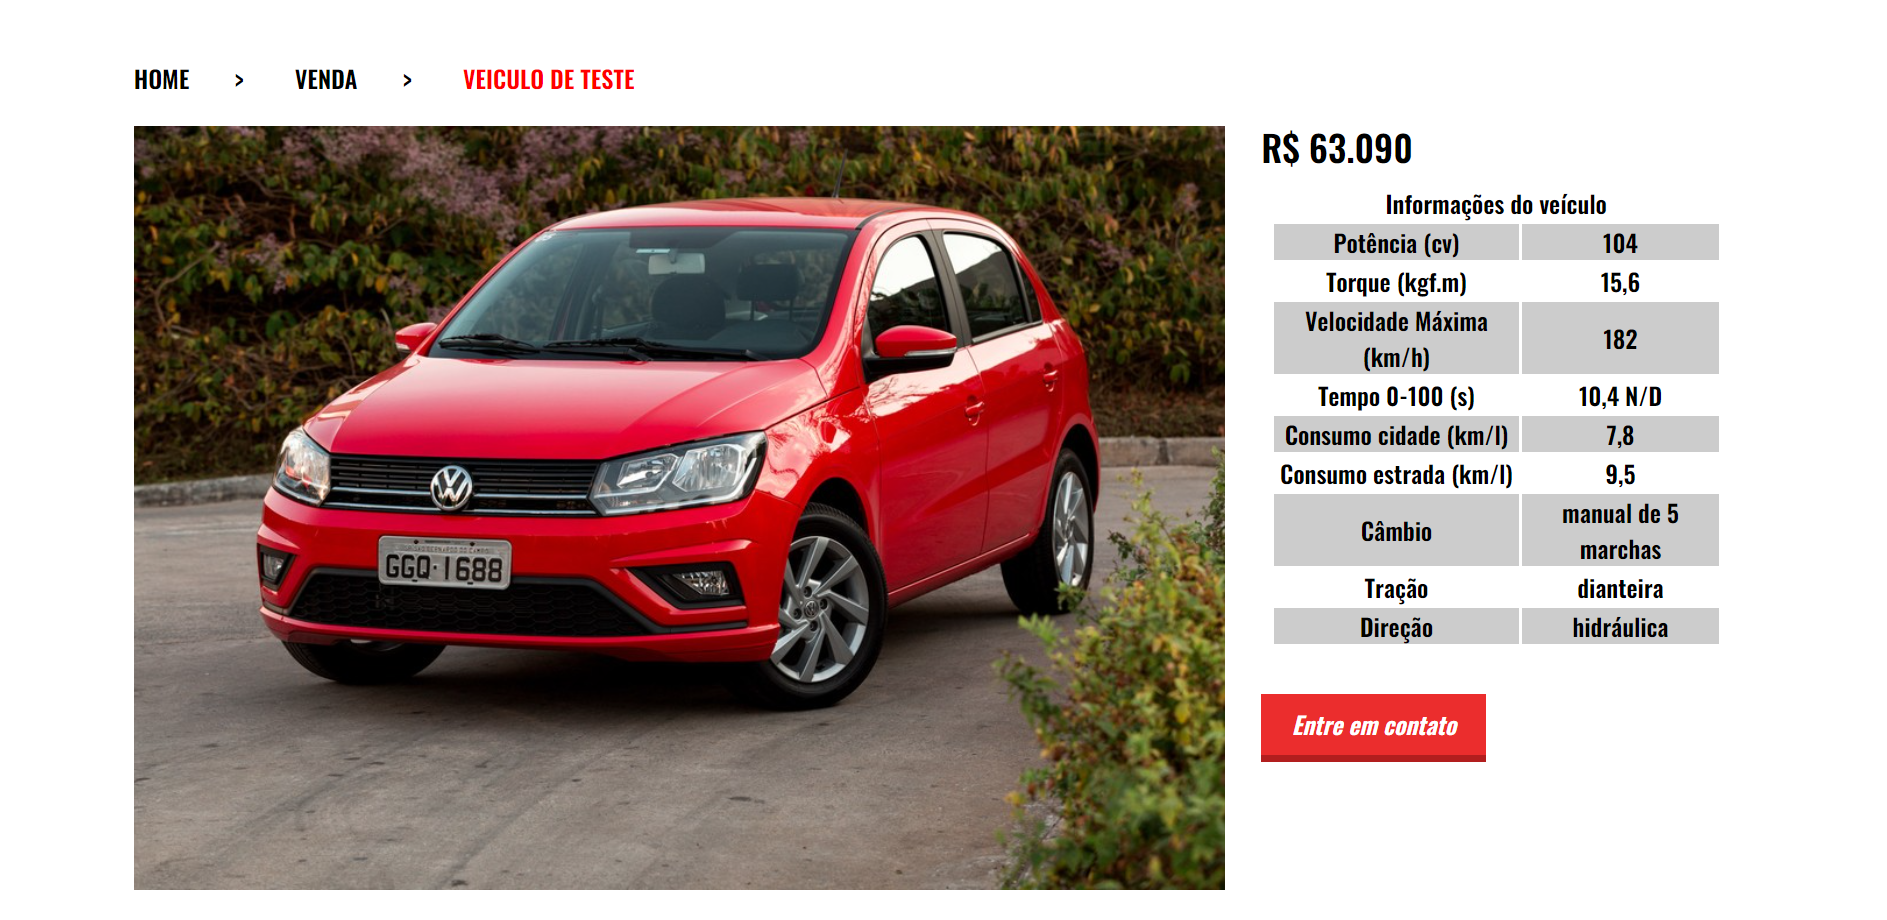 HOME > VENDA > VEICULO DE TESTE
R$ 63.090
Informações do veículo
Potência (cv) 104
Torque (kgf.m) 15,6
Velocidade Máxima
(km/h) 182
Tempo 0-100 (s) 10,4 N/D
Consumo cidade (km/l) 7,8
Consumo estrada (km/l) 9,5
Câmbio manual de 5
marchas
Tração dianteira
Direção hidráulica
Entre em contato
GGQ·1688